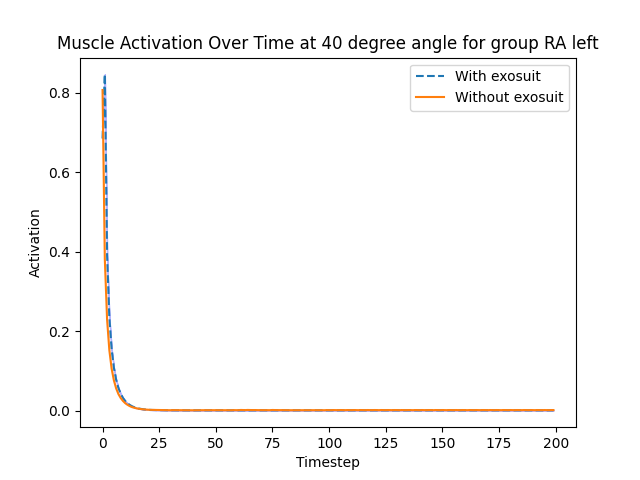 Muscle Activation Over Time at 40 degree angle for group RA left
With exosuit
Without exosuit
0.8
0.6
0.4
0.2
0.0
Activation
0 25 50 75 100 125 150 175 200
Timestep